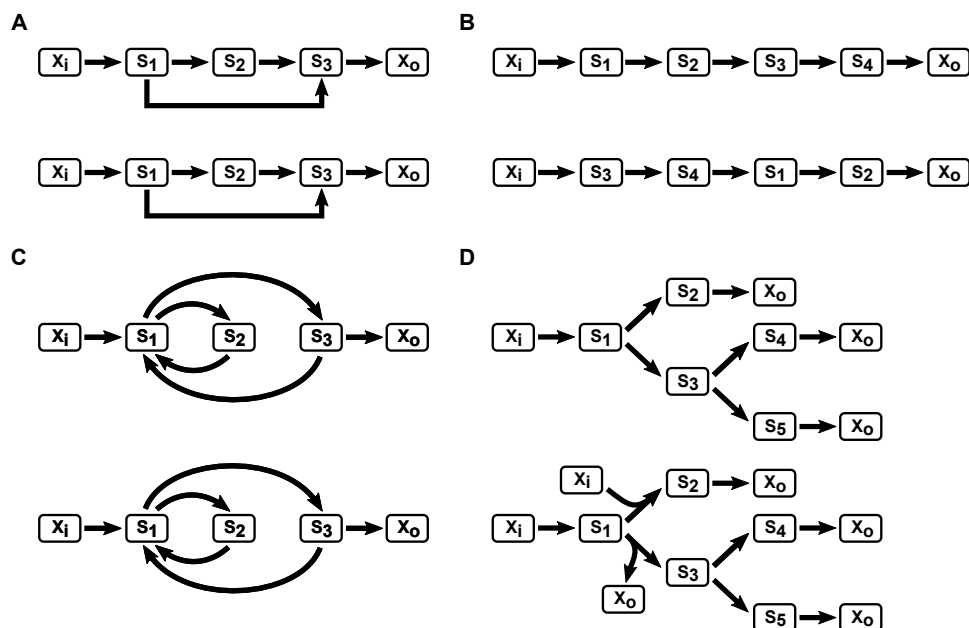 A
B
Xi S1 S2 S3 Xo
Xi S1 S2 S3 S4 Xo
Xi S1 S2 S3 Xo
Xi S3 S4 S1 S2 Xo
C
D
Xi S1 S2 S3 Xo
S2 Xo
Xi S1 S4 Xo
S3
S5 Xo
Xi S1 S2 S3 Xo
Xi S2 Xo
Xi S1 S4 Xo
S3
Xo
S5 Xo